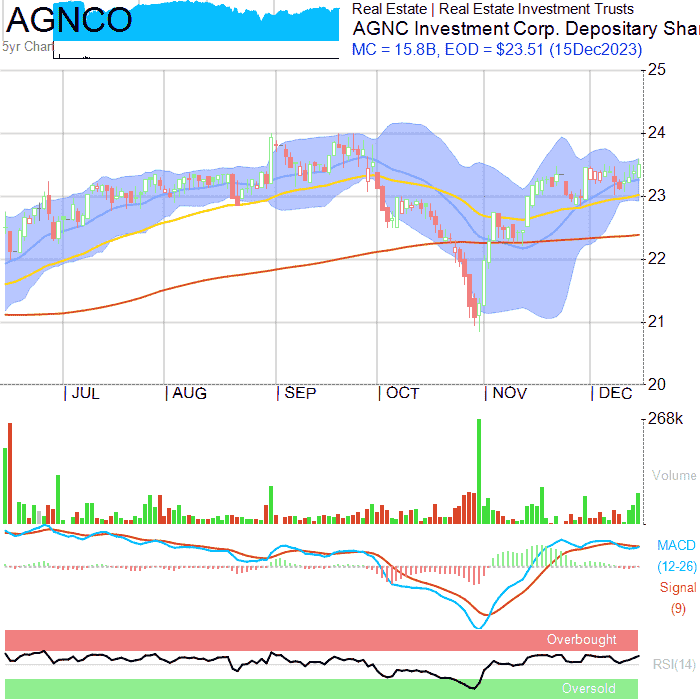 AGNCO
Real Estate | Real Estate Investment Trusts
5yr Chart
AGNC Investment Corp. Depositary Shar
MC = 15.8B, EOD = $23.51 (15Dec2023)
25
24
23
22
21
20
JUL AUG SEP OCT NOV DEC
268k
Volume
MACD
(12-26)
Signal
(9)
Overbought
RSI(14)
Oversold